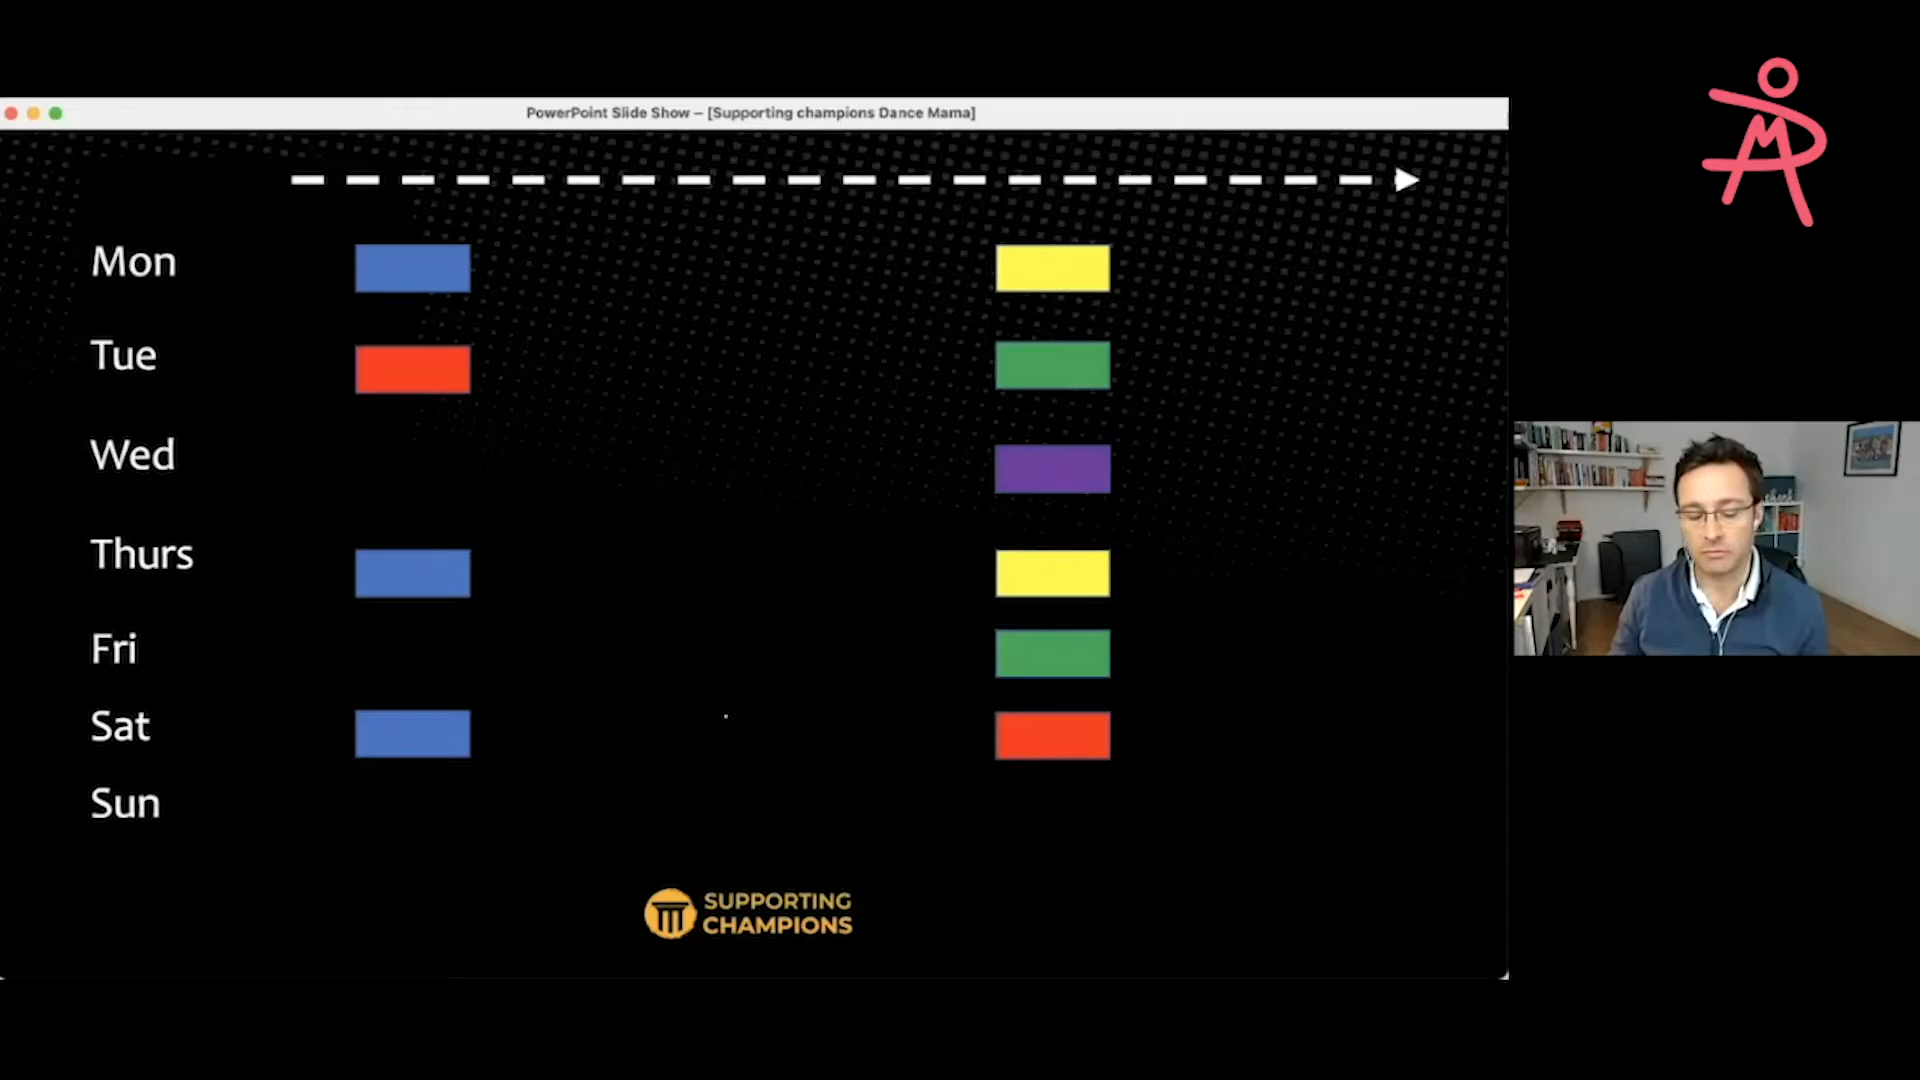 PowerPoint Slide Show – [Supporting champions Dance Mama]
Mon
Tue
Wed
Thurs
Fri
Sat
Sun
SUPPORTING
CHAMPIONS